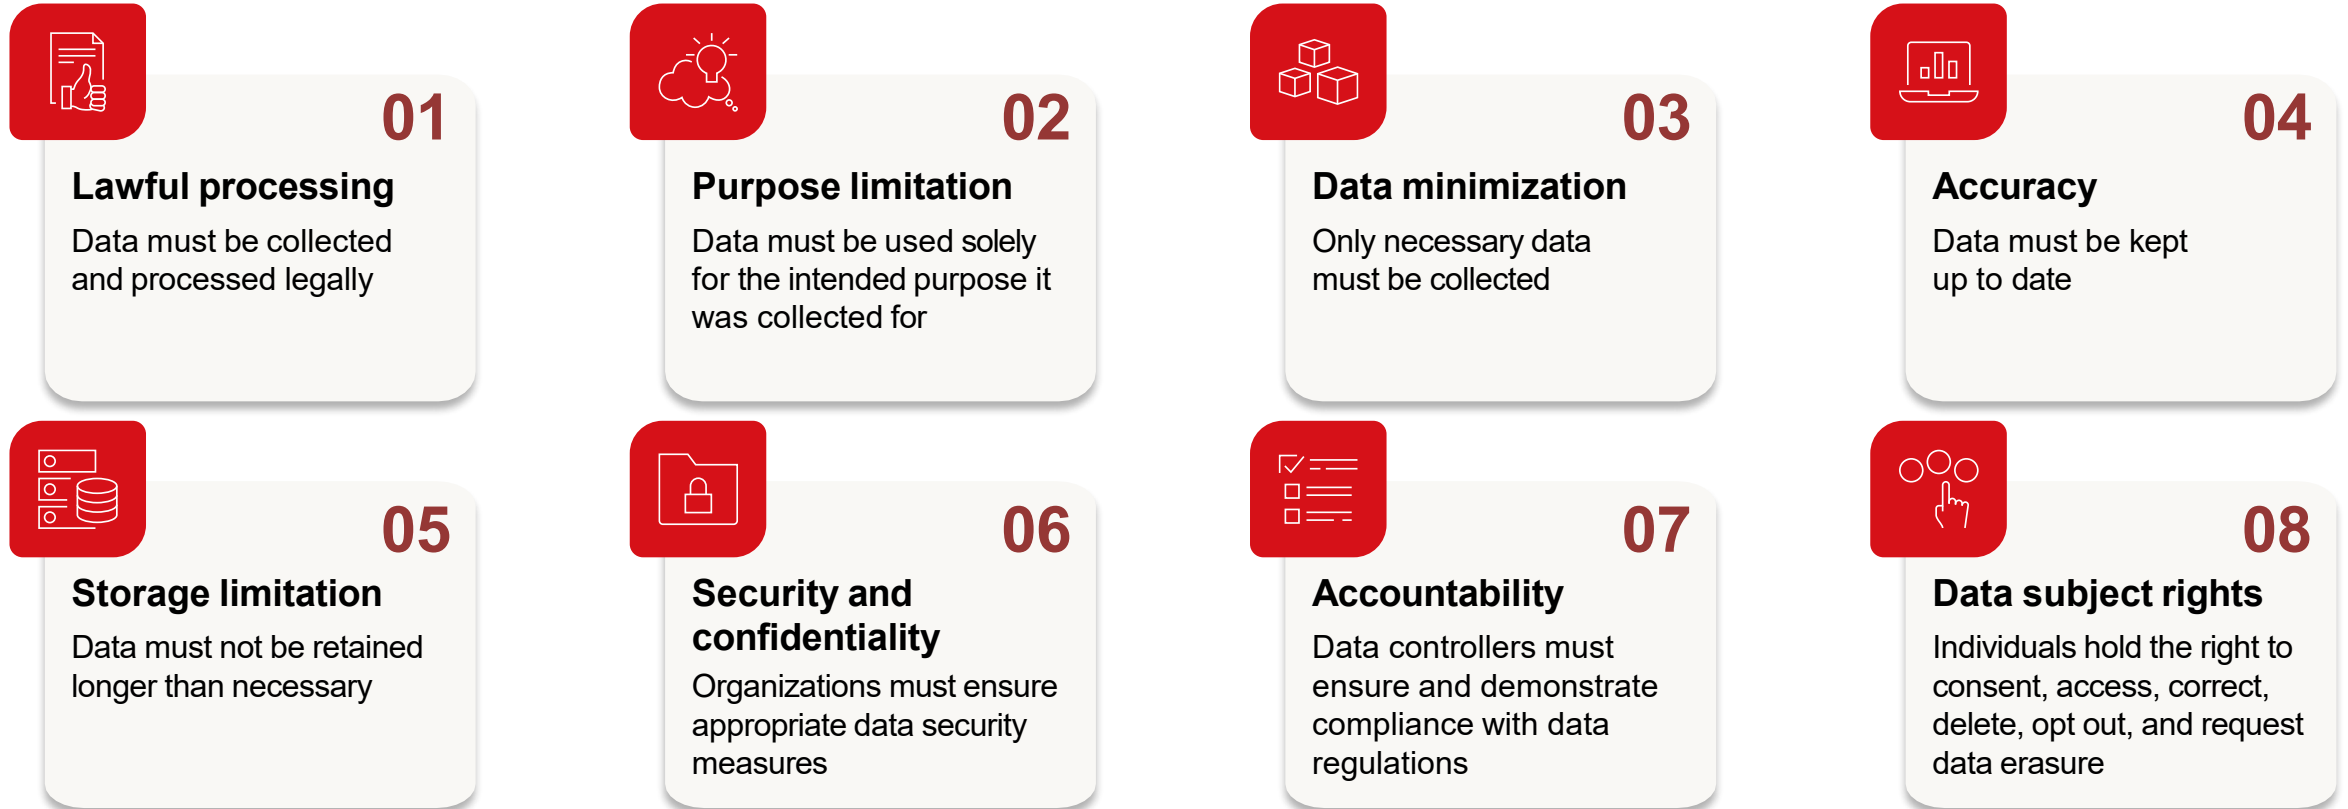 01
Lawful processing
Data must be collected
and processed legally
02
Purpose limitation
Data must be used solely
for the intended purpose it
was collected for
03
Data minimization
Only necessary data
must be collected
04
Accuracy
Data must be kept
up to date
05
Storage limitation
Data must not be retained
longer than necessary
06
Security and
confidentiality
Organizations must ensure
appropriate data security
measures
07
Accountability
Data controllers must
ensure and demonstrate
compliance with data
regulations
08
Data subject rights
Individuals hold the right to
consent, access, correct,
delete, opt out, and request
data erasure